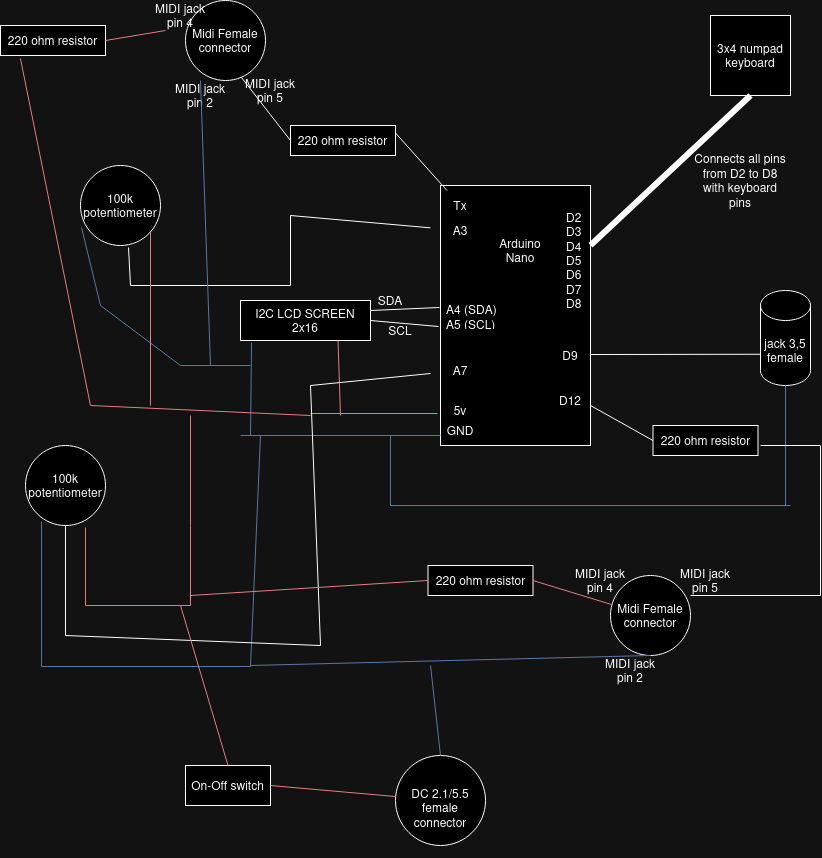 MIDI jack
pin 4
220 ohm resistor
Midi Female
connector
MIDI jack
pin 2
MIDI jack
pin 5
3x4 numpad
keyboard
220 ohm resistor
Connects all pins
from D2 to D8
with keyboard
pins
100k
potentiometer
Tx
A3
Arduino
Nano
D2
D3
D4
D5
D6
D7
D8
I2C LCD SCREEN
2x16
SDA
SCL
A4 (SDA)
A5 (SCL)
jack 3,5
female
D9
A7
D12
5v
GND
220 ohm resistor
100k
potentiometer
220 ohm resistor
MIDI jack
pin 4
MIDI jack
pin 5
Midi Female
connector
MIDI jack
pin 2
On-Off switch
DC 2.1/5.5
female
connector